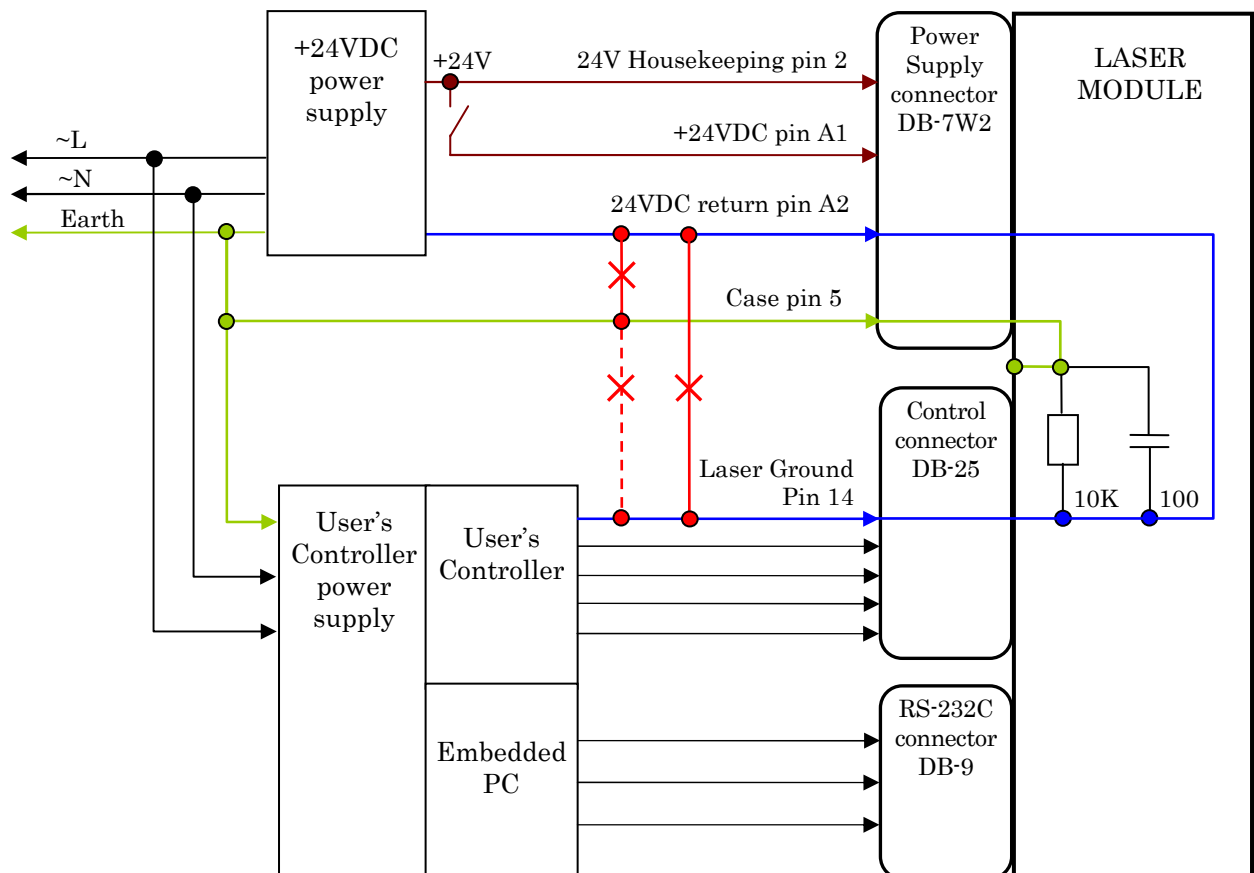 +24VDC
power
supply
+24V
24V Housekeeping pin 2
+24VDC pin A1
Power
Supply
connector
DB-7W2
LASER
MODULE
~L
~N
Earth
24VDC return pin A2
Case pin 5
Control
connector
DB-25
Laser Ground
Pin 14
10K
100
User's
Controller
power
supply
User's
Controller
Embedded
PC
RS-232C
connector
DB-9